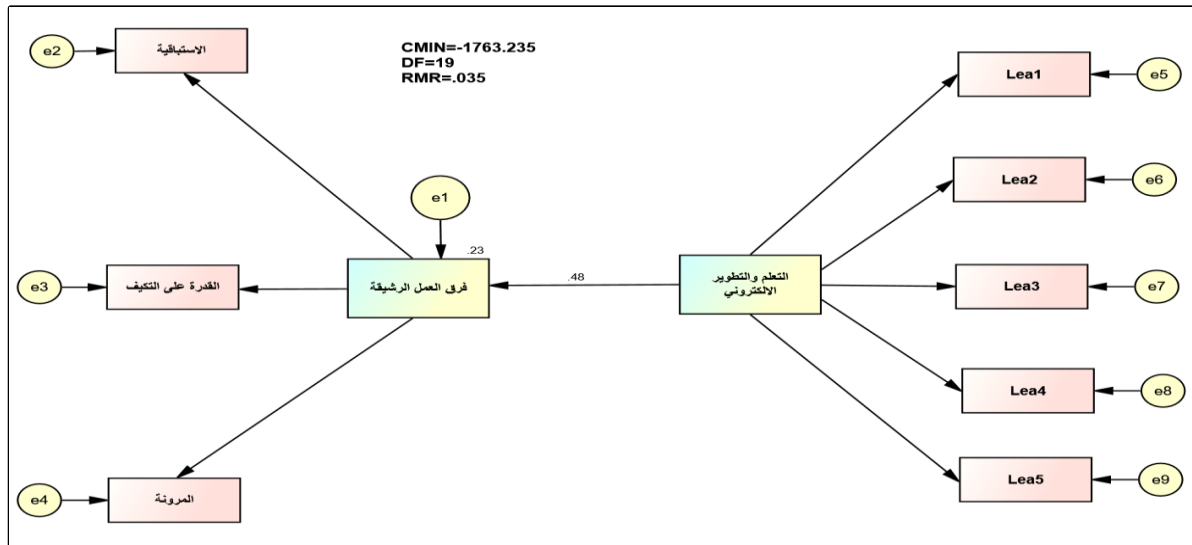 e2
الاستباقية
CMIN=-1763.235
DF=19
RMR=.035
Lea1
e5
Lea2
e6
e1
.23
.48
e3
القدرة على التكيف
فرق العمل الرشيقة
التعلم والتطوير
الالكتروني
Lea3
e7
Lea4
e8
e4
المرونة
Lea5
e9